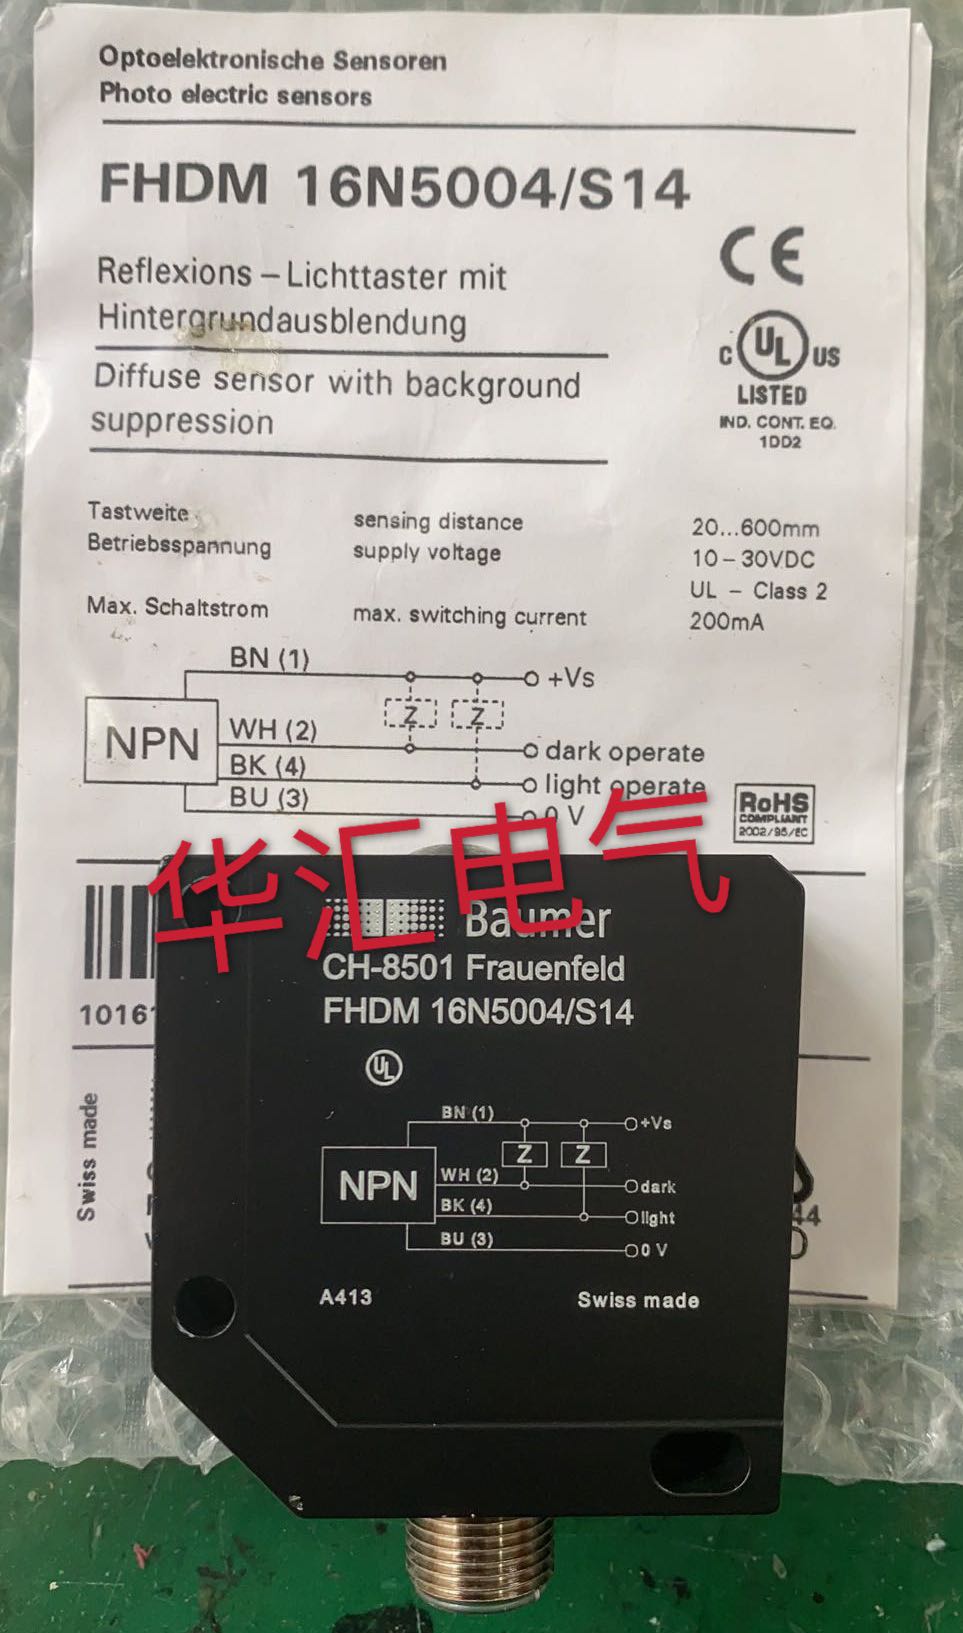 Optoelektronische Sensoren
Photo electric sensors
FHDM 16N5004/S14
CE
Reflexions – Lichttaster mit
Hintergrundausblendung
C UL US
LISTED
IND. CONT. EQ.
1DD2
Diffuse sensor with background
suppression
Tastweite sensing distance 20...600mm
Betriebsspannung supply voltage 10 – 30VDC
UL – Class 2
Max. Schaltstrom max. switching current 200mA
BN (1) +Vs
Z Z
NPN WH (2) dark operate
BK (4) light operate
BU (3) 0 V
RoHS
COMPLIANT
2002/95/EC
华汇电气
Baumer
CH-8501 Frauenfeld
FHDM 16N5004/S14
1016
Swiss made
44
UL
BN (1) +Vs
Z Z
NPN WH (2) dark
BK (4) light
BU (3) 0 V
A413 Swiss made